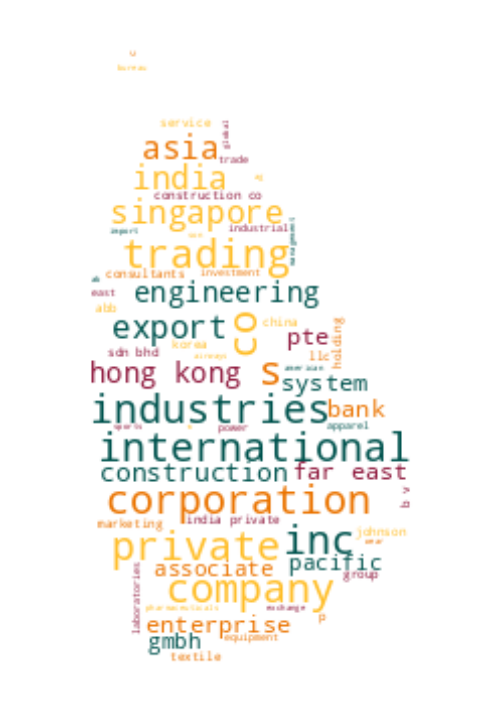 u
bureau
service
global
asia
trade
india
construction co
singapore
import
industrial
management
trading
consultants
investment
east
engineering
abb
export
co
china
pte
holding
korea
sdn bhd
airways
llc
hong kong
s
american
system
industries
bank
sports
power
apparel
international
construction
far east
corporation
b v
marketing
india private
johnson
private
inc
wear
pacific
associate
group
laboratories
company
pharmaceuticals
exchange
p
enterprise
gmbh
equipment
textile